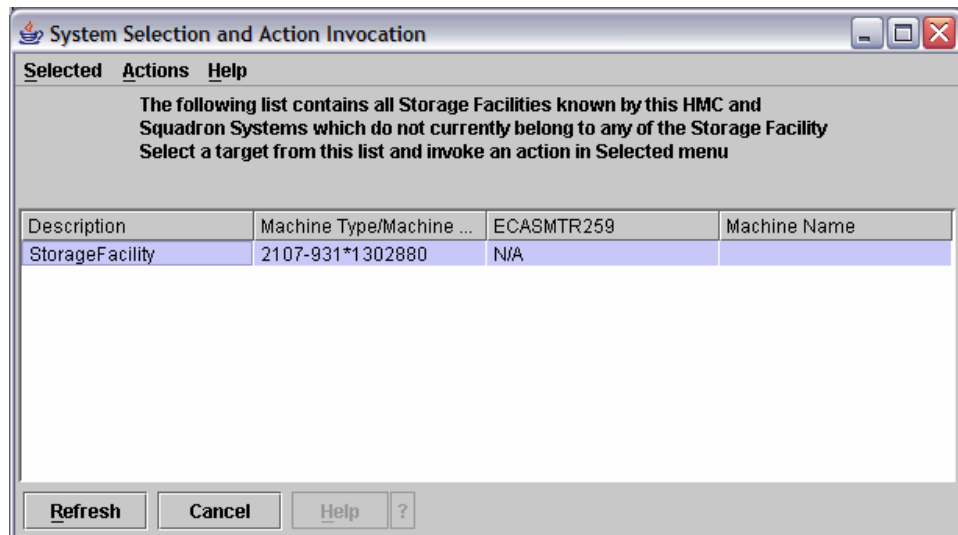 System Selection and Action Invocation
Selected Actions Help
The following list contains all Storage Facilities known by this HMC and
Squadron Systems which do not currently belong to any of the Storage Facility
Select a target from this list and invoke an action in Selected menu
Description Machine Type/Machine ... ECASMTR259 Machine Name
StorageFacility 2107-931*1302880 N/A
Refresh Cancel Help ?